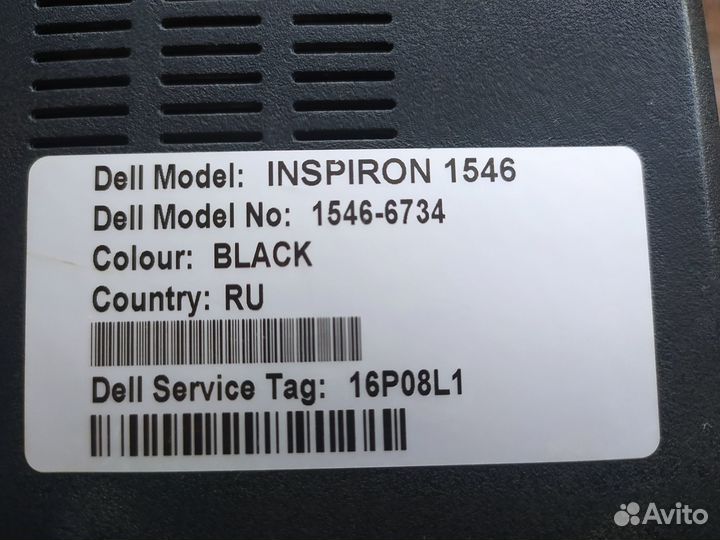 Dell Model: INSPIRON 1546
Dell Model No: 1546-6734
Colour: BLACK
Country: RU
Dell Service Tag: 16P08L1
Avito